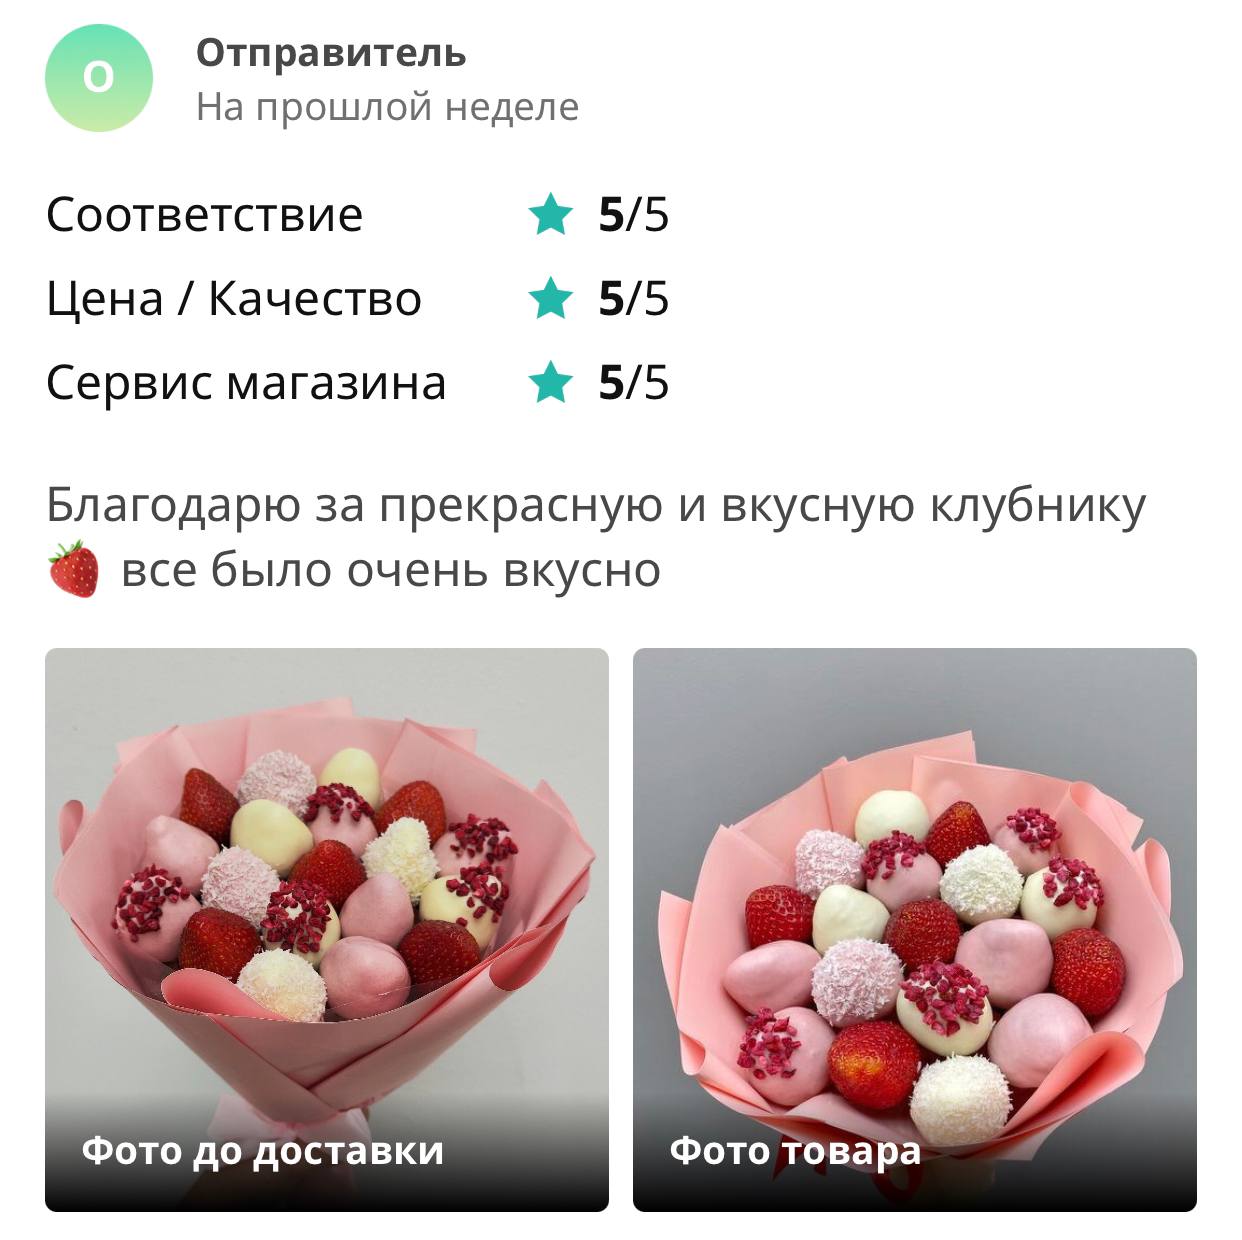 О
Отправитель
На прошлой неделе
Соответствие 5/5
Цена / Качество 5/5
Сервис магазина 5/5
Благодарю за прекрасную и вкусную клубнику
🍓 все было очень вкусно
Фото до доставки
Фото товара